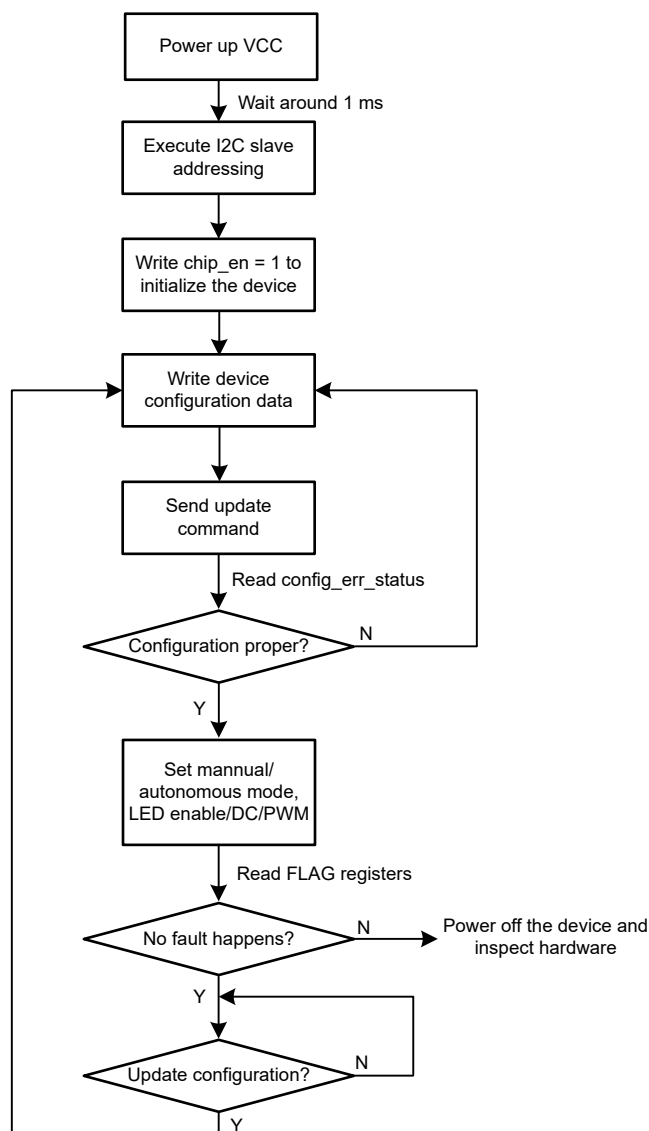 Power up VCC
Wait around 1 ms
Execute I2C slave
addressing
Write chip_en = 1 to
initialize the device
Write device
configuration data
Send update
command
Read config_err_status
Configuration proper?
N
Y
Set mannual/
autonomous mode,
LED enable/DC/PWM
Read FLAG registers
No fault happens?
N
Power off the device and
inspect hardware
Y
Update configuration?
N
Y